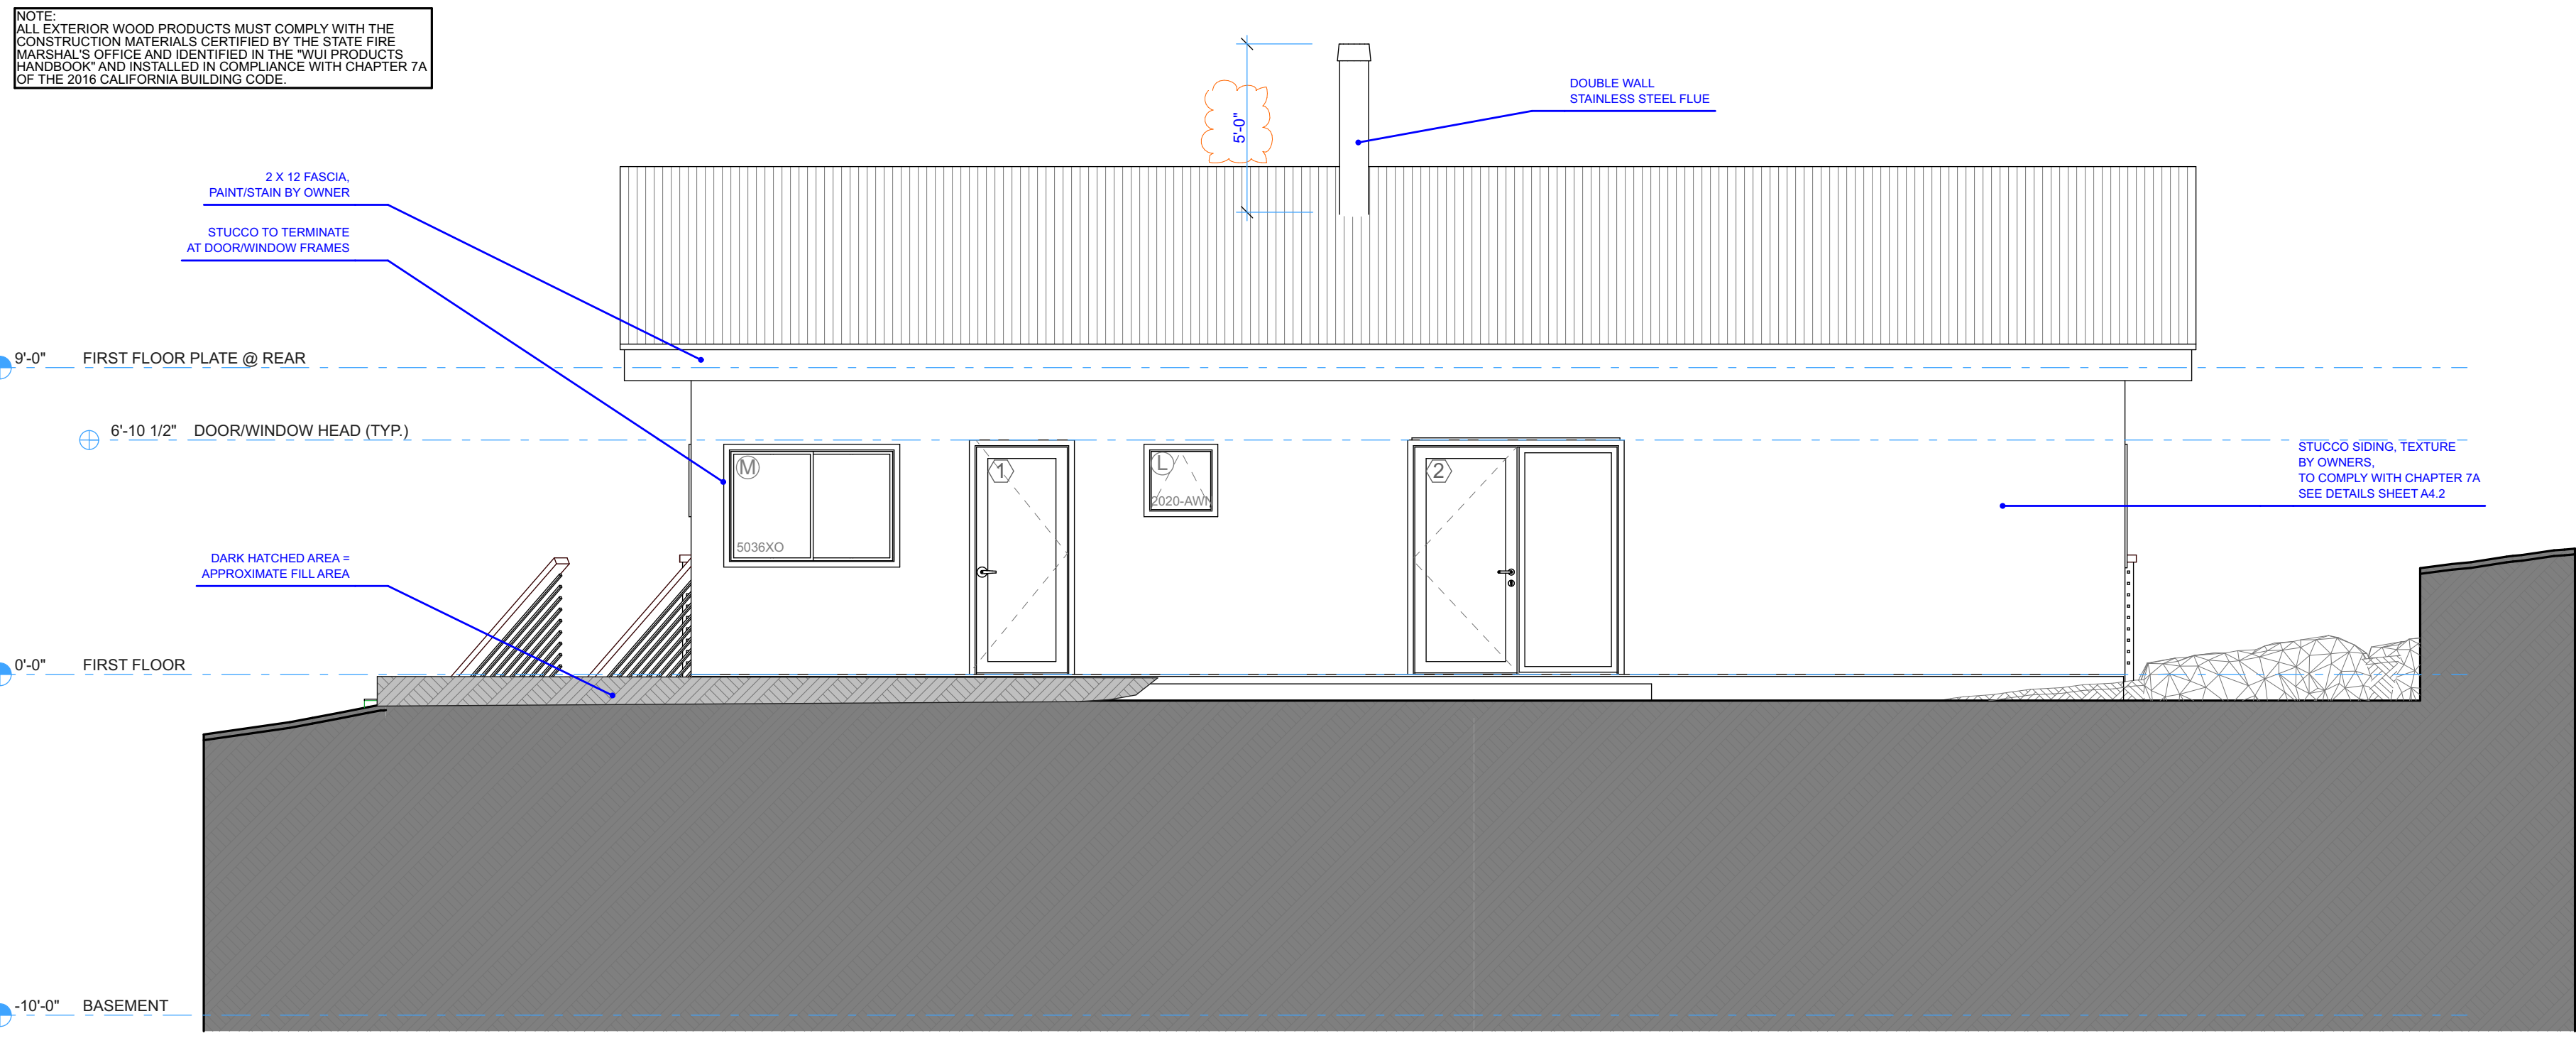 NOTE:
ALL EXTERIOR WOOD PRODUCTS MUST COMPLY WITH THE
CONSTRUCTION MATERIALS CERTIFIED BY THE STATE FIRE
MARSHAL'S OFFICE AND IDENTIFIED IN THE "WUI PRODUCTS
HANDBOOK" AND INSTALLED IN COMPLIANCE WITH CHAPTER 7A
OF THE 2016 CALIFORNIA BUILDING CODE.
DOUBLE WALL
STAINLESS STEEL FLUE
5'-0"
2 X 12 FASCIA,
PAINT/STAIN BY OWNER
STUCCO TO TERMINATE
AT DOOR/WINDOW FRAMES
9'-0" FIRST FLOOR PLATE @ REAR
6'-10 1/2" DOOR/WINDOW HEAD (TYP.)
STUCCO SIDING, TEXTURE
BY OWNERS,
TO COMPLY WITH CHAPTER 7A
SEE DETAILS SHEET A4.2
M
1
L
2
2020-AWN
5036XO
DARK HATCHED AREA =
APPROXIMATE FILL AREA
0'-0" FIRST FLOOR
-10'-0" BASEMENT